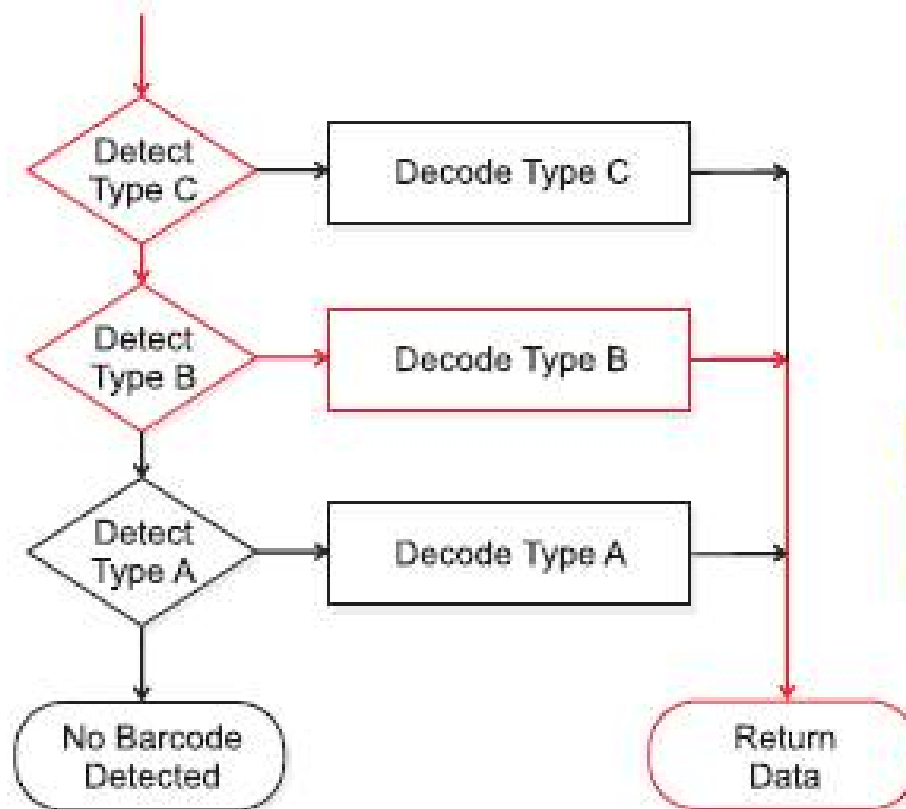 Detect
Type C
Decode Type C
Detect
Type B
Decode Type B
Detect
Type A
Decode Type A
No Barcode
Detected
Return
Data